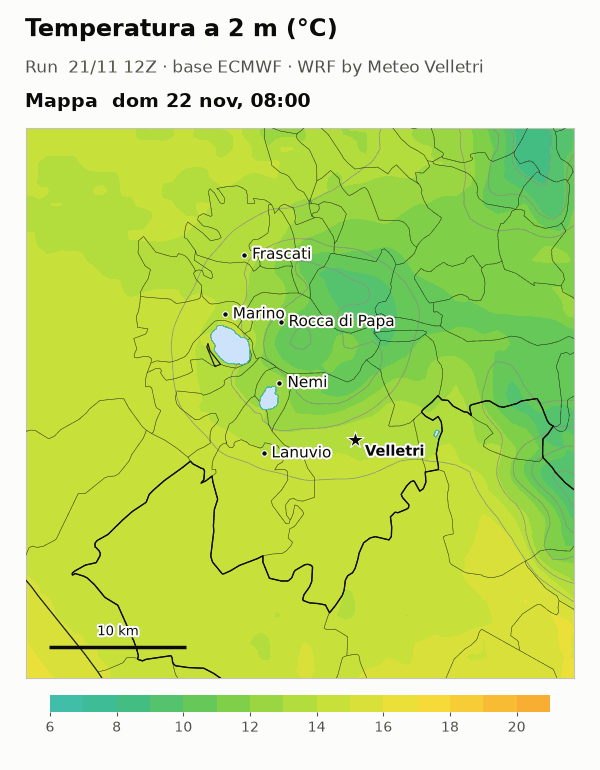 Temperatura a 2 m (°C)
Run  21/11 12Z · base ECMWF · WRF by Meteo Velletri
Mappa  dom 22 nov, 08:00
Frascati
Marino
Rocca di Papa
Nemi
Velletri
Lanuvio
10 km
6 8 10 12 14 16 18 20